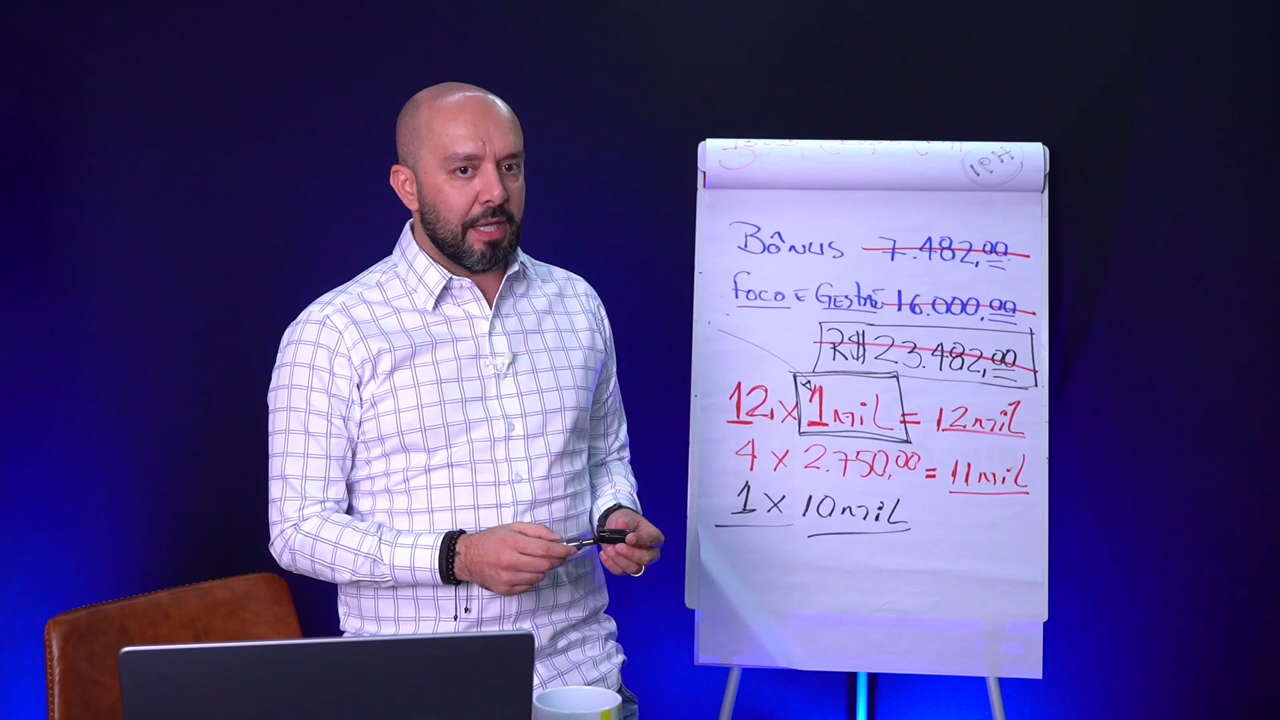 Bônus 7.482,00
Foco e Gestão 16.000,00
R$ 23.482,00
12 x 1 mil = 12 mil
4 x 2.750,00 = 11 mil
1 x 10 mil